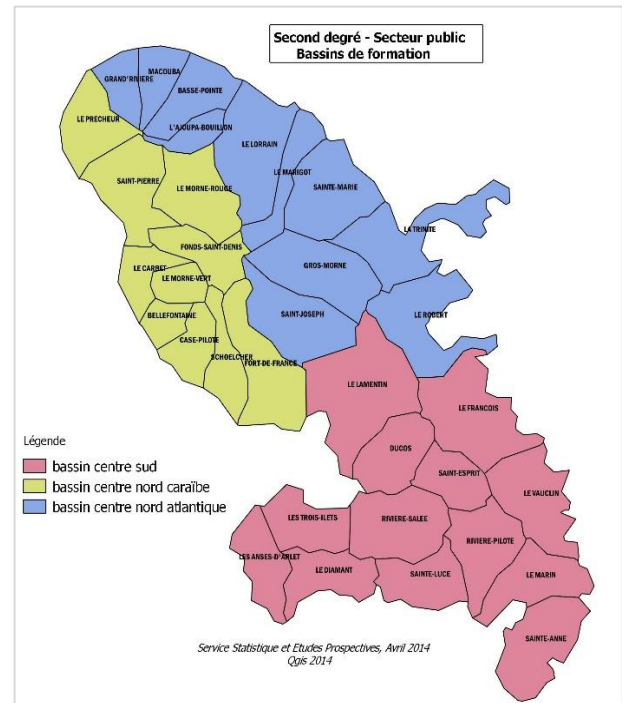 Second degré - Secteur public
Bassins de formation
GRAND'RIVIERE
MACOUBA
BASSE-POINTE
LE PRECHEUR
L'AJOUPA-BOUILLON
LE LORRAIN
LE MARIGOT
SAINT-PIERRE
LE MORNE-ROUGE
SAINTE-MARIE
LA TRINITE
FONDS-SAINT-DENIS
LE CARBET
LE MORNE-VERT
GROS-MORNE
BELLEFONTAINE
SAINT-JOSEPH
LE ROBERT
CASE-PILOTE
SCHOELCHER
FORT-DE-FRANCE
LE LAMENTIN
LE FRANCOIS
Légende
bassin centre sud
bassin centre nord caraïbe
bassin centre nord atlantique
DUCOS
SAINT-ESPRIT
LE VAUCLIN
LES TROIS-ILETS
RIVIERE-SALEE
RIVIERE-PILOTE
LES ANSES-D'ARLET
LE DIAMANT
SAINTE-LUCE
LE MARIN
SAINTE-ANNE
Service Statistique et Etudes Prospectives, Avril 2014
Qgis 2014